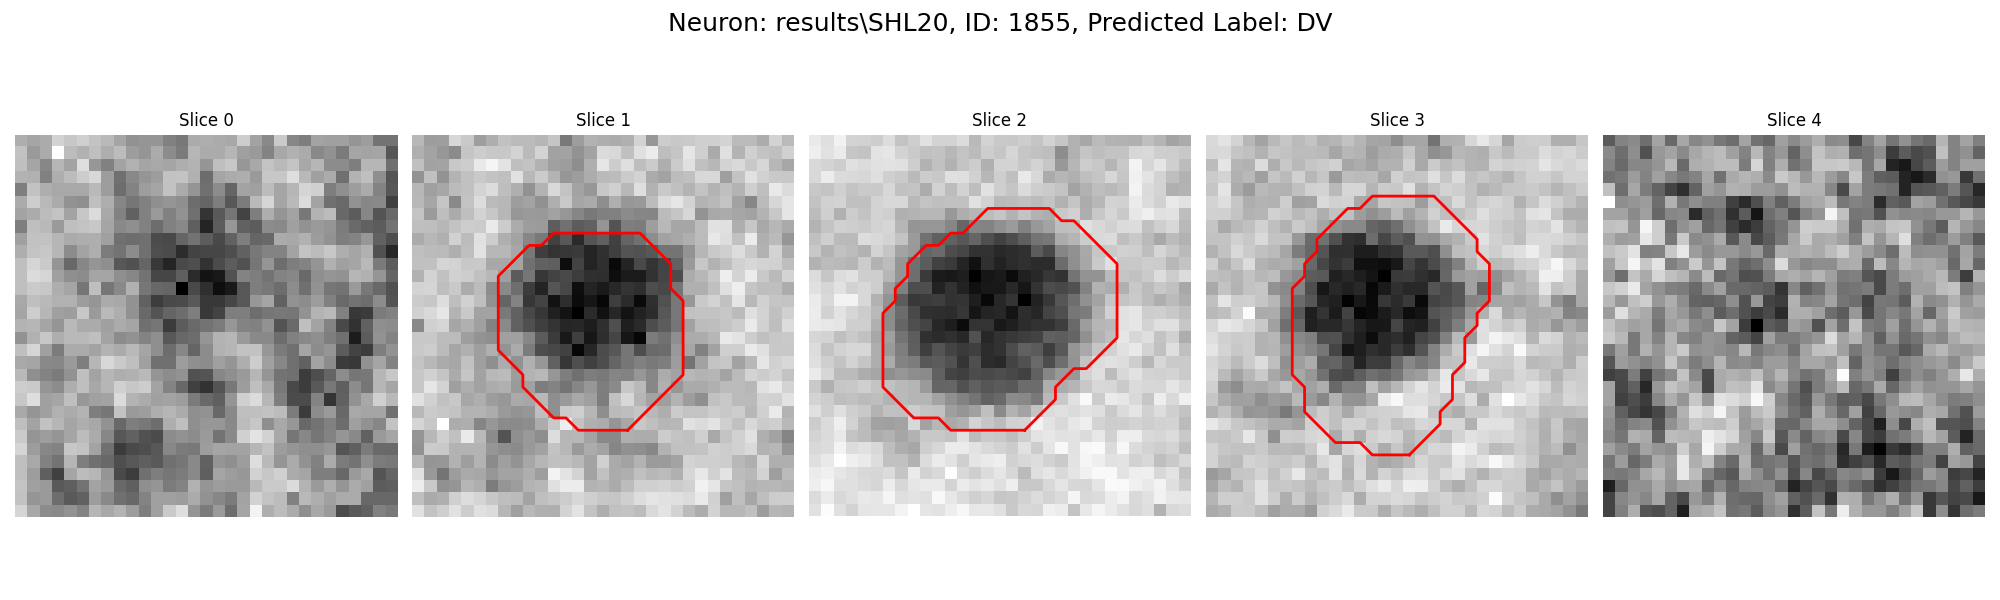 Neuron: results\SHL20, ID: 1855, Predicted Label: DV
Slice 0
Slice 1
Slice 2
Slice 3
Slice 4